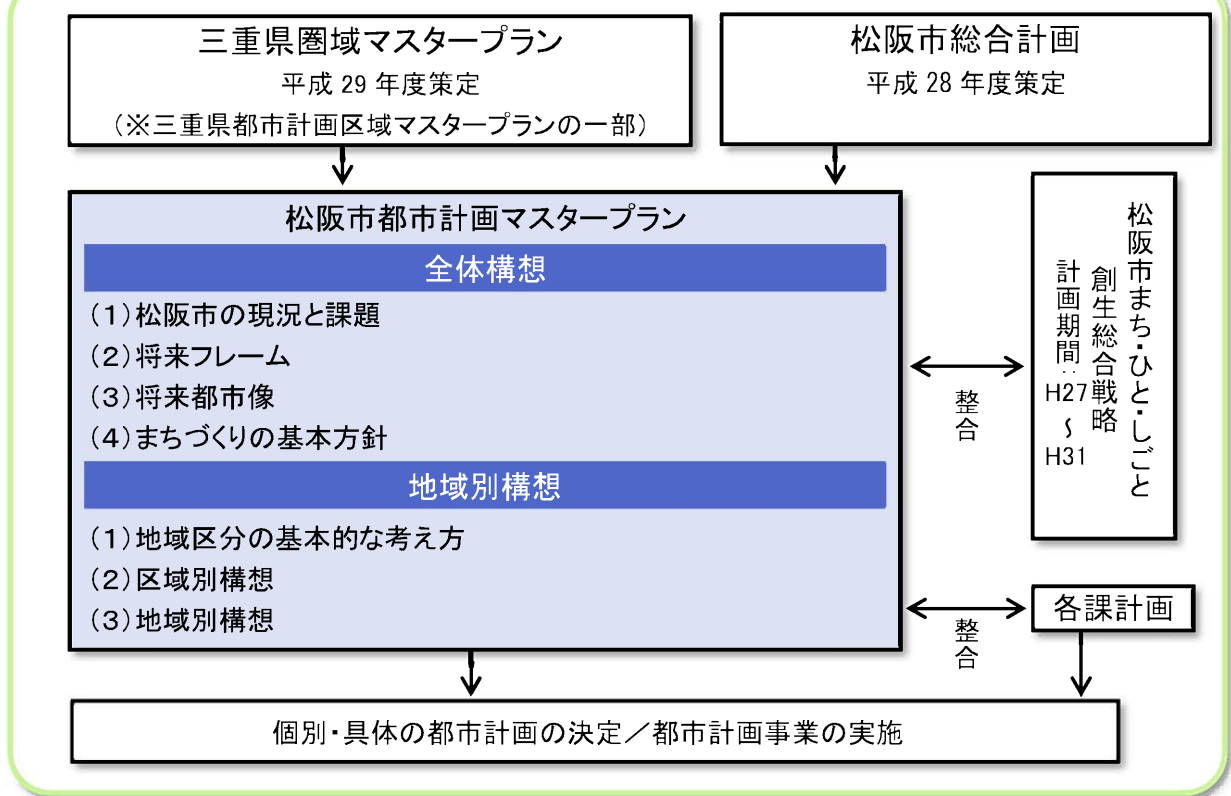 三重県圏域マスタープラン
平成 29 年度策定
(※三重県都市計画区域マスタープランの一部)
松阪市総合計画
平成 28 年度策定
松阪市都市計画マスタープラン
全体構想
(1)松阪市の現況と課題
(2)将来フレーム
(3)将来都市像
(4)まちづくりの基本方針
地域別構想
(1)地域区分の基本的な考え方
(2)区域別構想
(3)地域別構想
整合
松阪市まち・ひと・しごと
創生総合戦略
計画期間:H27~H31
整合
各課計画
個別・具体の都市計画の決定/都市計画事業の実施